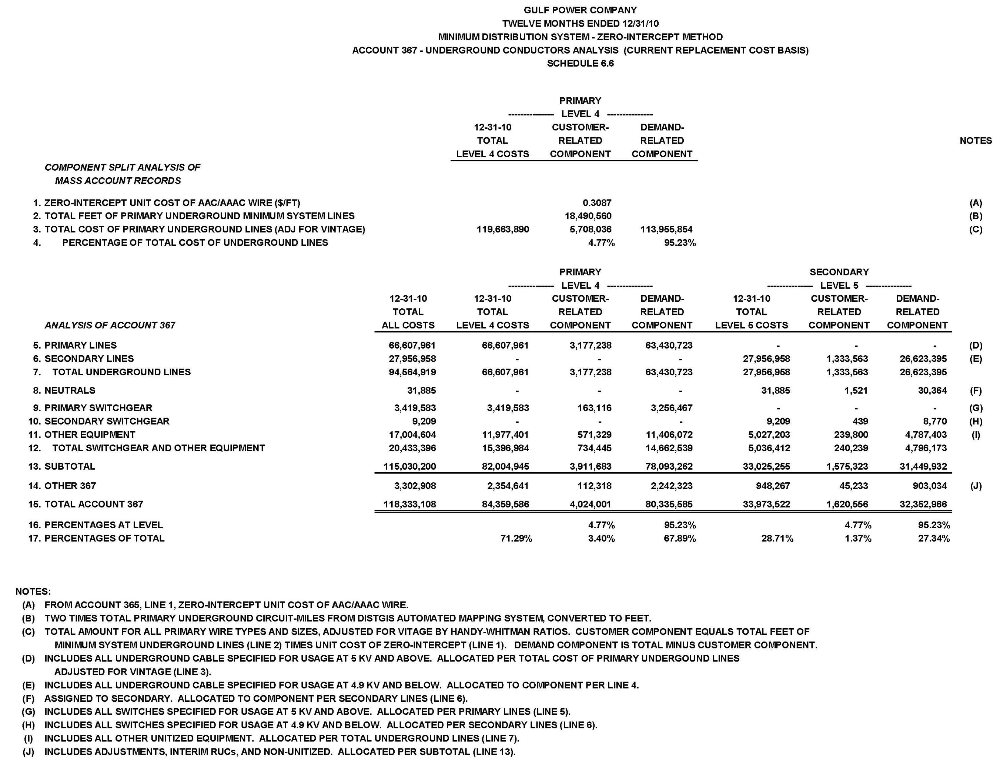 GULF POWER COMPANY
TWELVE MONTHS ENDED 12/31/10
MINIMUM DISTRIBUTION SYSTEM - ZERO-INTERCEPT METHOD
ACCOUNT 367 - UNDERGROUND CONDUCTORS ANALYSIS (CURRENT REPLACEMENT COST BASIS)
SCHEDULE 6.6
PRIMARY
--------------- LEVEL 4 ---------------
12-31-10 CUSTOMER- DEMAND-
TOTAL RELATED RELATED NOTES
LEVEL 4 COSTS COMPONENT COMPONENT
COMPONENT SPLIT ANALYSIS OF
MASS ACCOUNT RECORDS
1. ZERO-INTERCEPT UNIT COST OF AAC/AAAC WIRE ($/FT) 0.3087 (A)
2. TOTAL FEET OF PRIMARY UNDERGROUND MINIMUM SYSTEM LINES 18,490,560 (B)
3. TOTAL COST OF PRIMARY UNDERGROUND LINES (ADJ FOR VINTAGE) 119,663,890 5,708,036 113,955,854 (C)
4. PERCENTAGE OF TOTAL COST OF UNDERGROUND LINES 4.77% 95.23%
PRIMARY SECONDARY
--------------- LEVEL 4 --------------- --------------- LEVEL 5 ---------------
12-31-10 12-31-10 CUSTOMER- DEMAND- 12-31-10 CUSTOMER- DEMAND-
TOTAL TOTAL RELATED RELATED TOTAL RELATED RELATED
ANALYSIS OF ACCOUNT 367 ALL COSTS LEVEL 4 COSTS COMPONENT COMPONENT LEVEL 5 COSTS COMPONENT COMPONENT
5. PRIMARY LINES 66,607,961 66,607,961 3,177,238 63,430,723 - - - (D)
6. SECONDARY LINES 27,956,958 - - - 27,956,958 1,333,563 26,623,395 (E)
7. TOTAL UNDERGROUND LINES 94,564,919 66,607,961 3,177,238 63,430,723 27,956,958 1,333,563 26,623,395
8. NEUTRALS 31,885 - - - 31,885 1,521 30,364 (F)
9. PRIMARY SWITCHGEAR 3,419,583 3,419,583 163,116 3,256,467 - - - (G)
10. SECONDARY SWITCHGEAR 9,209 - - - 9,209 439 8,770 (H)
11. OTHER EQUIPMENT 17,004,604 11,977,401 571,329 11,406,072 5,027,203 239,800 4,787,403 (I)
12. TOTAL SWITCHGEAR AND OTHER EQUIPMENT 20,433,396 15,396,984 734,445 14,662,539 5,036,412 240,239 4,796,173
13. SUBTOTAL 115,030,200 82,004,945 3,911,683 78,093,262 33,025,255 1,575,323 31,449,932
14. OTHER 367 3,302,908 2,354,641 112,318 2,242,323 948,267 45,233 903,034 (J)
15. TOTAL ACCOUNT 367 118,333,108 84,359,586 4,024,001 80,335,585 33,973,522 1,620,556 32,352,966
16. PERCENTAGES AT LEVEL 4.77% 95.23% 4.77% 95.23%
17. PERCENTAGES OF TOTAL 71.29% 3.40% 67.89% 28.71% 1.37% 27.34%
NOTES:
(A) FROM ACCOUNT 365, LINE 1, ZERO-INTERCEPT UNIT COST OF AAC/AAAC WIRE.
(B) TWO TIMES TOTAL PRIMARY UNDERGROUND CIRCUIT-MILES FROM DISTGIS AUTOMATED MAPPING SYSTEM, CONVERTED TO FEET.
(C) TOTAL AMOUNT FOR ALL PRIMARY WIRE TYPES AND SIZES, ADJUSTED FOR VITAGE BY HANDY-WHITMAN RATIOS. CUSTOMER COMPONENT EQUALS TOTAL FEET OF
MINIMUM SYSTEM UNDERGROUND LINES (LINE 2) TIMES UNIT COST OF ZERO-INTERCEPT (LINE 1). DEMAND COMPONENT IS TOTAL MINUS CUSTOMER COMPONENT.
(D) INCLUDES ALL UNDERGROUND CABLE SPECIFIED FOR USAGE AT 5 KV AND ABOVE. ALLOCATED PER TOTAL COST OF PRIMARY UNDERGOUND LINES
ADJUSTED FOR VINTAGE (LINE 3).
(E) INCLUDES ALL UNDERGROUND CABLE SPECIFIED FOR USAGE AT 4.9 KV AND BELOW. ALLOCATED TO COMPONENT PER LINE 4.
(F) ASSIGNED TO SECONDARY. ALLOCATED TO COMPONENT PER SECONDARY LINES (LINE 6).
(G) INCLUDES ALL SWITCHES SPECIFIED FOR USAGE AT 5 KV AND ABOVE. ALLOCATED PER PRIMARY LINES (LINE 5).
(H) INCLUDES ALL SWITCHES SPECIFIED FOR USAGE AT 4.9 KV AND BELOW. ALLOCATED PER SECONDARY LINES (LINE 6).
(I) INCLUDES ALL OTHER UNITIZED EQUIPMENT. ALLOCATED PER TOTAL UNDERGROUND LINES (LINE 7).
(J) INCLUDES ADJUSTMENTS, INTERIM RUCs, AND NON-UNITIZED. ALLOCATED PER SUBTOTAL (LINE 13).